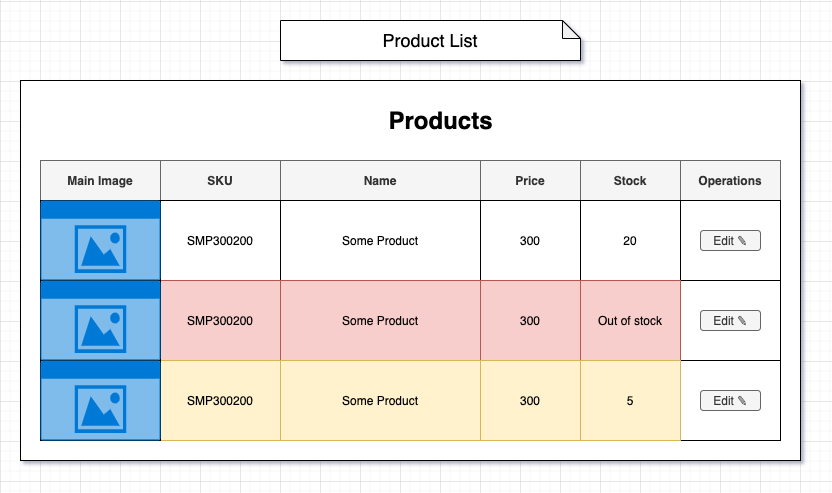 Product List
Products
Main Image SKU Name Price Stock Operations
SMP300200 Some Product 300 20 Edit ✎
SMP300200 Some Product 300 Out of stock Edit ✎
SMP300200 Some Product 300 5 Edit ✎